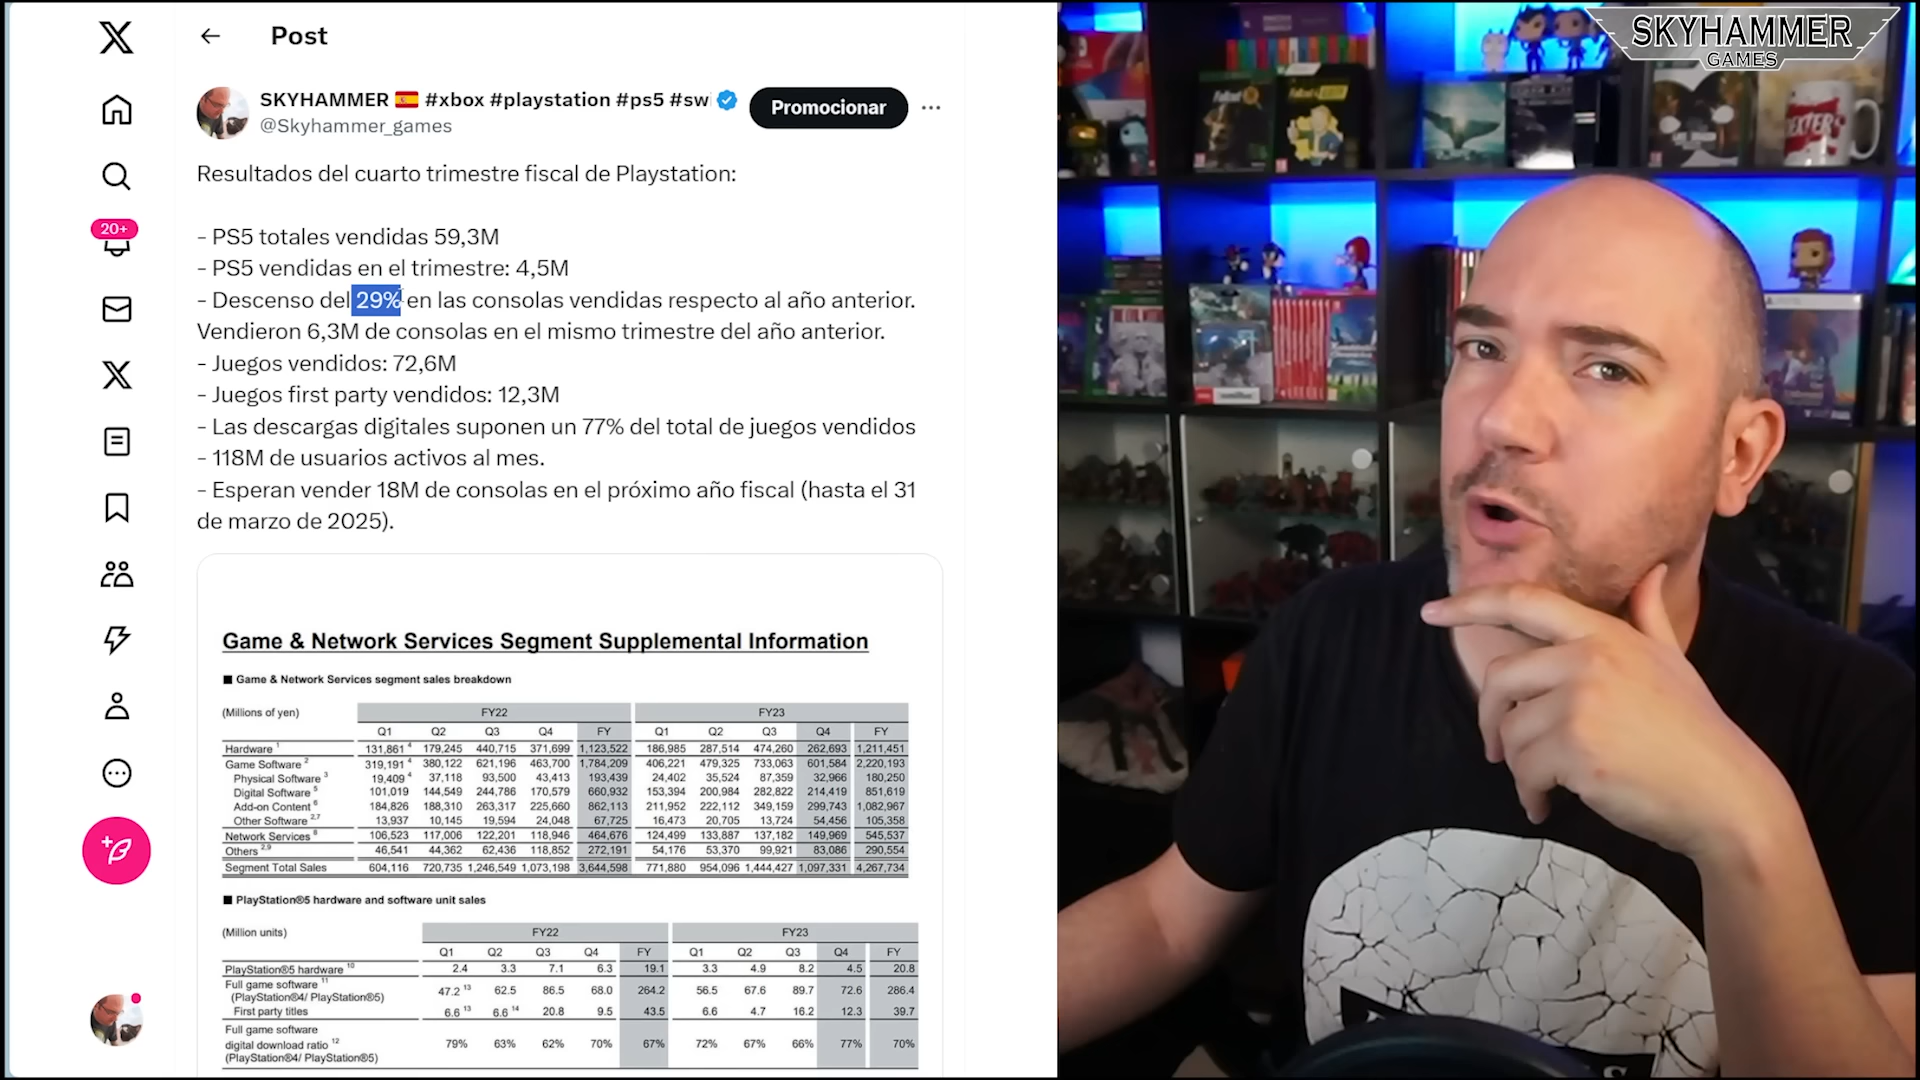 Post
SKYHAMMER 🇪🇸 #xbox #playstation #ps5 #sw
@Skyhammer_games
Promocionar
20+
Resultados del cuarto trimestre fiscal de Playstation:
- PS5 totales vendidas 59,3M
- PS5 vendidas en el trimestre: 4,5M
- Descenso del 29% en las consolas vendidas respecto al año anterior.
Vendieron 6,3M de consolas en el mismo trimestre del año anterior.
- Juegos vendidos: 72,6M
- Juegos first party vendidos: 12,3M
- Las descargas digitales suponen un 77% del total de juegos vendidos
- 118M de usuarios activos al mes.
- Esperan vender 18M de consolas en el próximo año fiscal (hasta el 31
de marzo de 2025).
Game & Network Services Segment Supplemental Information
■ Game & Network Services segment sales breakdown
(Millions of yen) FY22 FY23
Q1 Q2 Q3 Q4 FY Q1 Q2 Q3 Q4 FY
Hardware 1 131,861 4 179,245 440,715 371,699 1,123,522 186,985 287,514 474,260 262,693 1,211,451
Game Software 2 319,191 4 380,122 621,196 463,700 1,784,209 406,221 479,325 733,063 601,584 2,220,193
Physical Software 3 19,409 4 37,118 93,500 43,413 193,439 24,402 35,524 87,359 32,966 180,250
Digital Software 5 101,019 144,549 244,786 170,579 660,932 153,394 200,984 282,822 214,419 851,619
Add-on Content 6 184,826 188,310 263,317 225,660 862,113 211,952 222,112 349,159 299,743 1,082,967
Other Software 2,7 13,937 10,145 19,594 24,048 67,725 16,473 20,705 13,724 54,456 105,358
Network Services 8 106,523 117,006 122,201 118,946 464,676 124,499 133,887 137,182 149,969 545,537
Others 2,9 46,541 44,362 62,436 118,852 272,191 54,176 53,370 99,921 83,086 290,554
Segment Total Sales 604,116 720,735 1,246,549 1,073,198 3,644,598 771,880 954,096 1,444,427 1,097,331 4,267,734
■ PlayStation®5 hardware and software unit sales
(Million units) FY22 FY23
Q1 Q2 Q3 Q4 FY Q1 Q2 Q3 Q4 FY
PlayStation®5 hardware 10 2.4 3.3 7.1 6.3 19.1 3.3 4.9 8.2 4.5 20.8
Full game software 11
(PlayStation®4/ PlayStation®5) 47.2 13 62.5 86.5 68.0 264.2 56.5 67.6 89.7 72.6 286.4
First party titles 6.6 13 6.6 14 20.8 9.5 43.5 6.6 4.7 16.2 12.3 39.7
Full game software
digital download ratio 12 79% 63% 62% 70% 67% 72% 67% 66% 77% 70%
(PlayStation®4/ PlayStation®5)
SKYHAMMER
GAMES
DEXTER